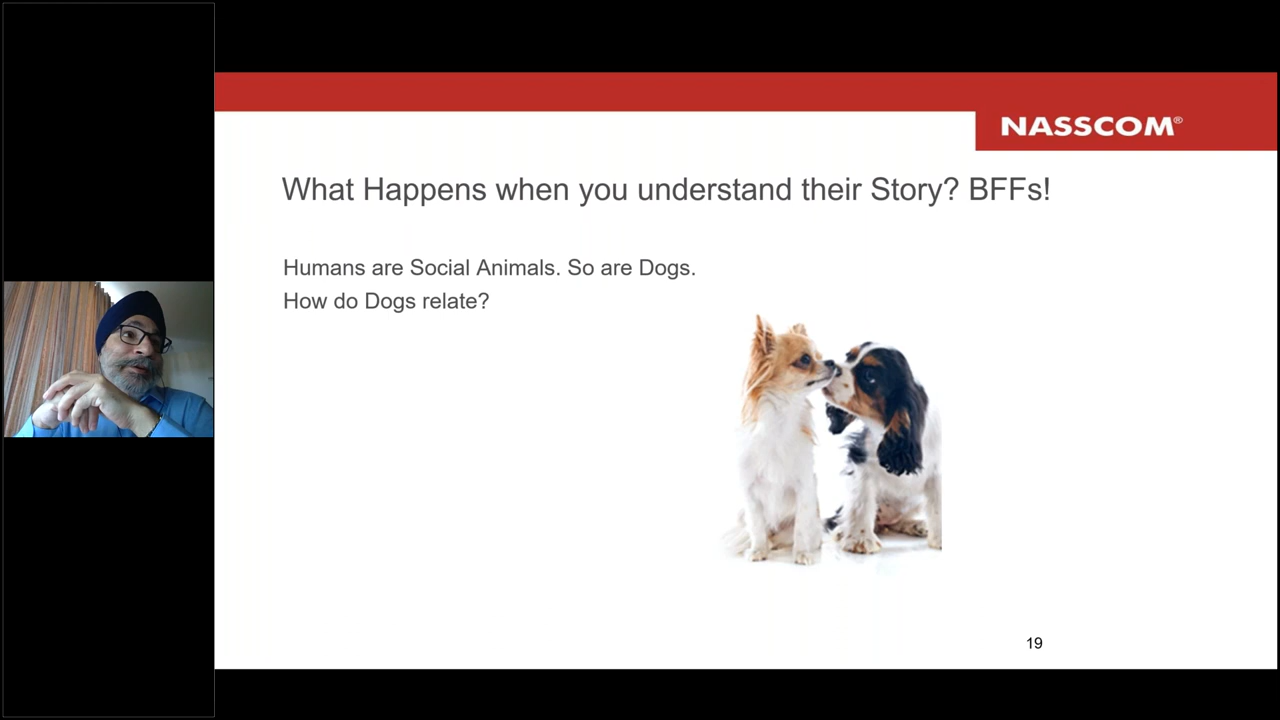 NASSCOM®
What Happens when you understand their Story? BFFs!
Humans are Social Animals. So are Dogs.
How do Dogs relate?
19